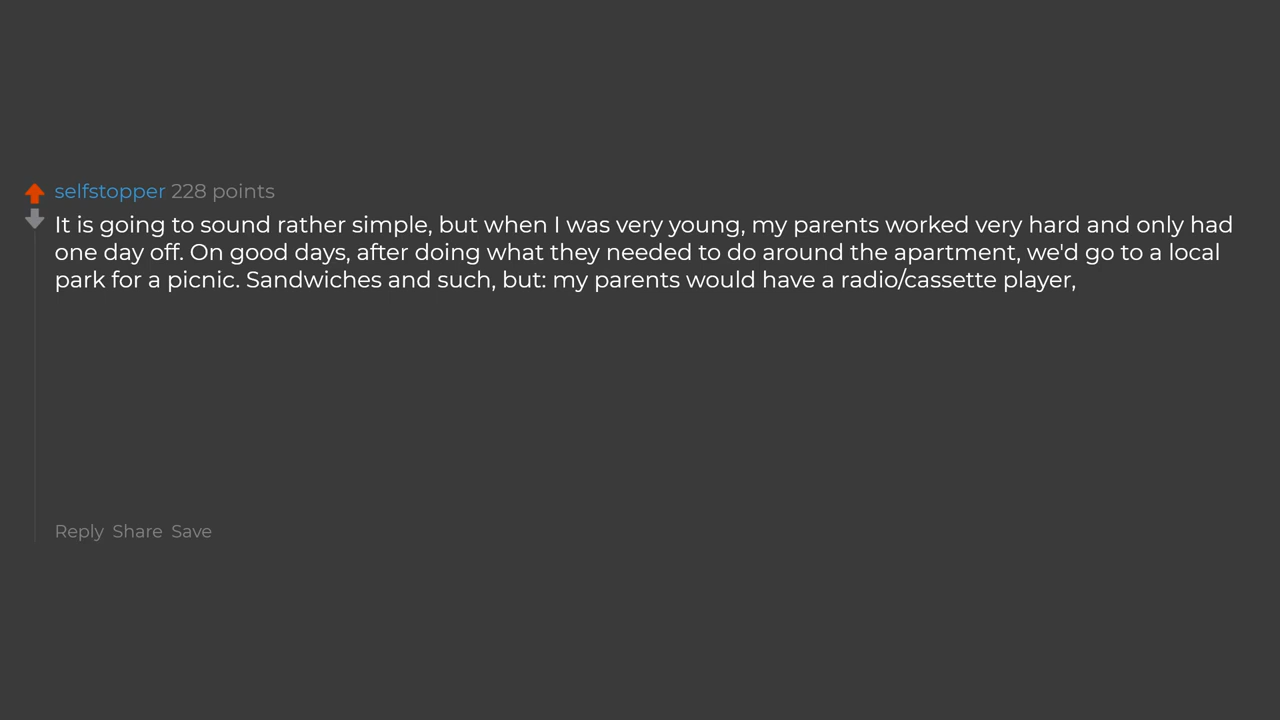 selfstopper 228 points
It is going to sound rather simple, but when I was very young, my parents worked very hard and only had
one day off. On good days, after doing what they needed to do around the apartment, we'd go to a local
park for a picnic. Sandwiches and such, but: my parents would have a radio/cassette player,
Reply Share Save